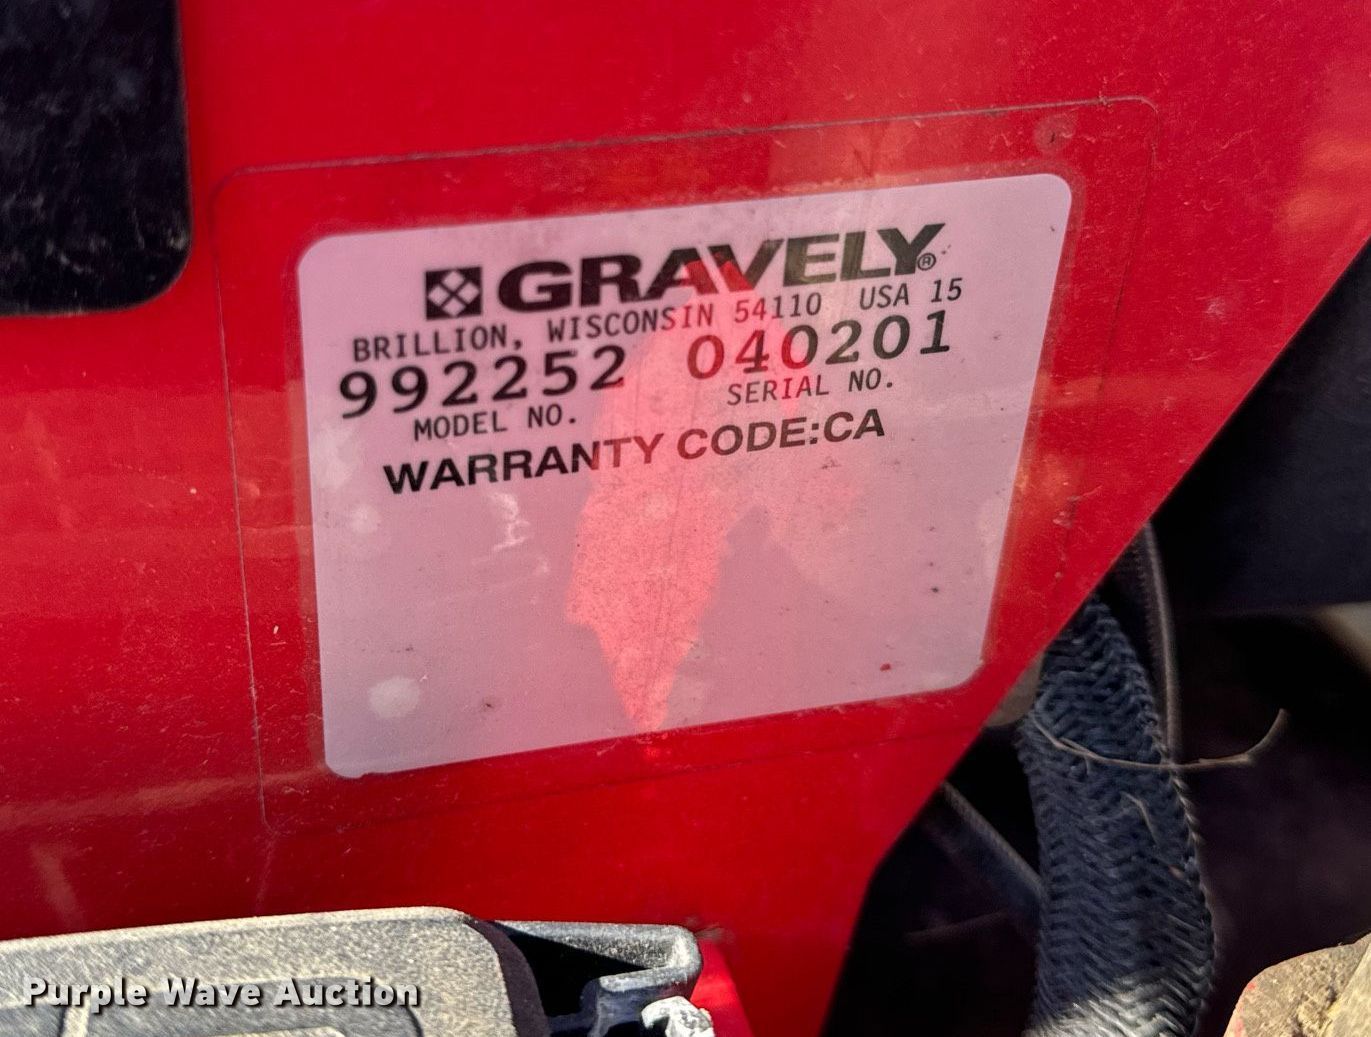 GRAVELY®
BRILLION, WISCONSIN 54110 USA 15
992252 040201
MODEL NO. SERIAL NO.
WARRANTY CODE:CA
Purple Wave Auction